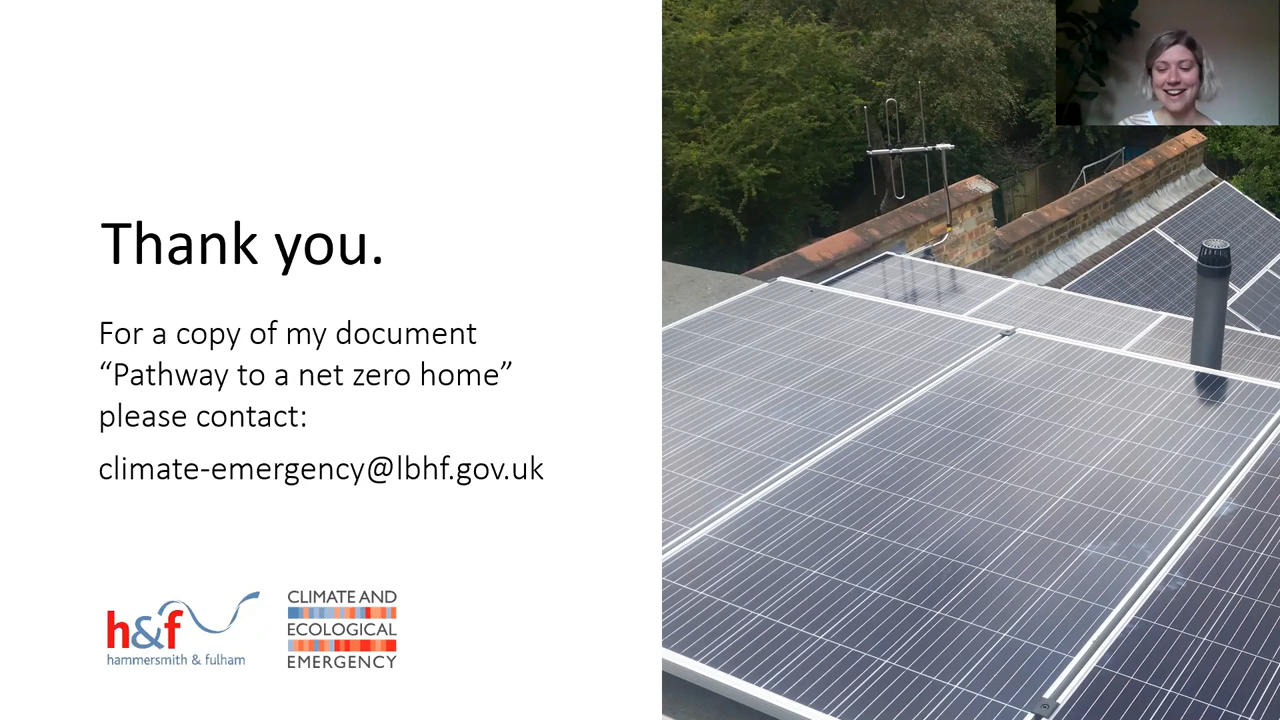 Thank you.
For a copy of my document
“Pathway to a net zero home”
please contact:
climate-emergency@lbhf.gov.uk
h&f
hammersmith & fulham
CLIMATE AND
ECOLOGICAL
EMERGENCY